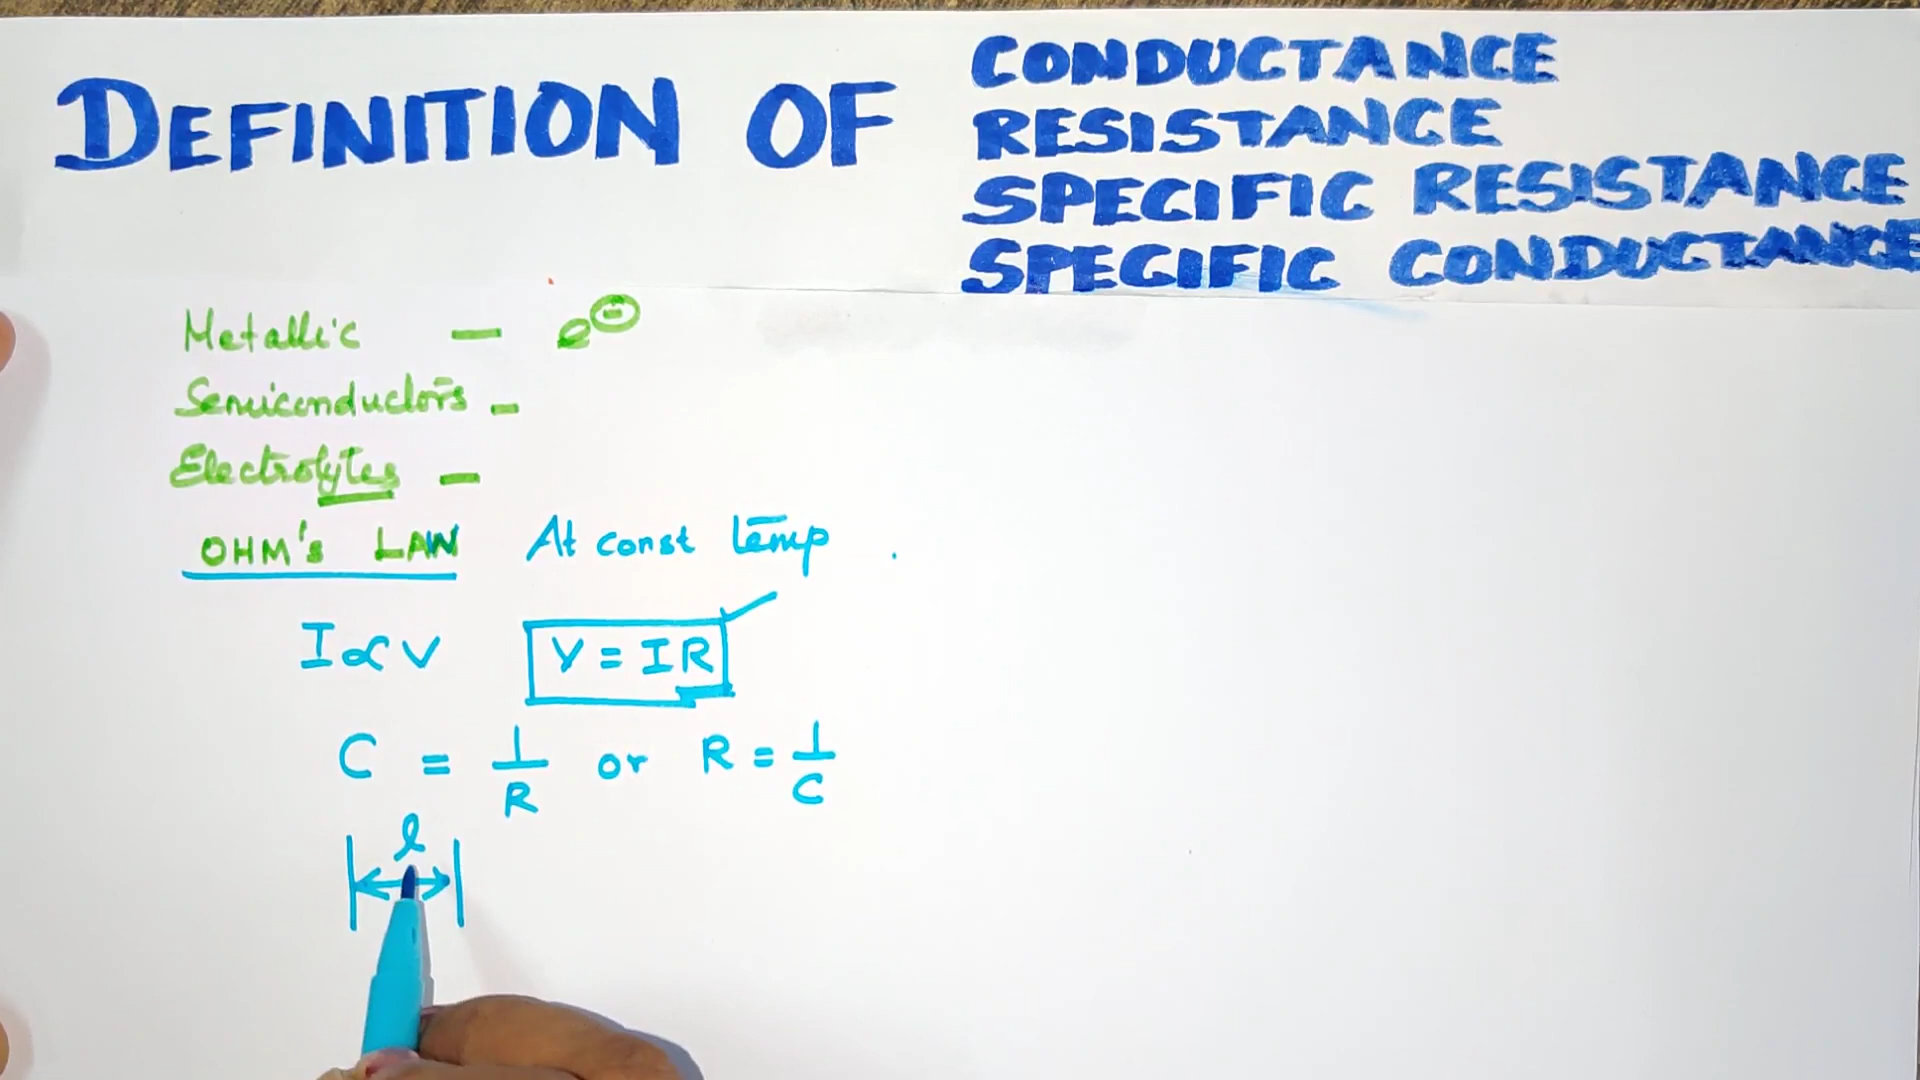 DEFINITION OF
CONDUCTANCE
RESISTANCE
SPECIFIC RESISTANCE
SPECIFIC CONDUCTANCE
Metallic — e⊖
Semiconductors -
Electrolytes —
OHM's LAW At const temp .
I∝V V = IR
C = 1/R or R = 1/C
l